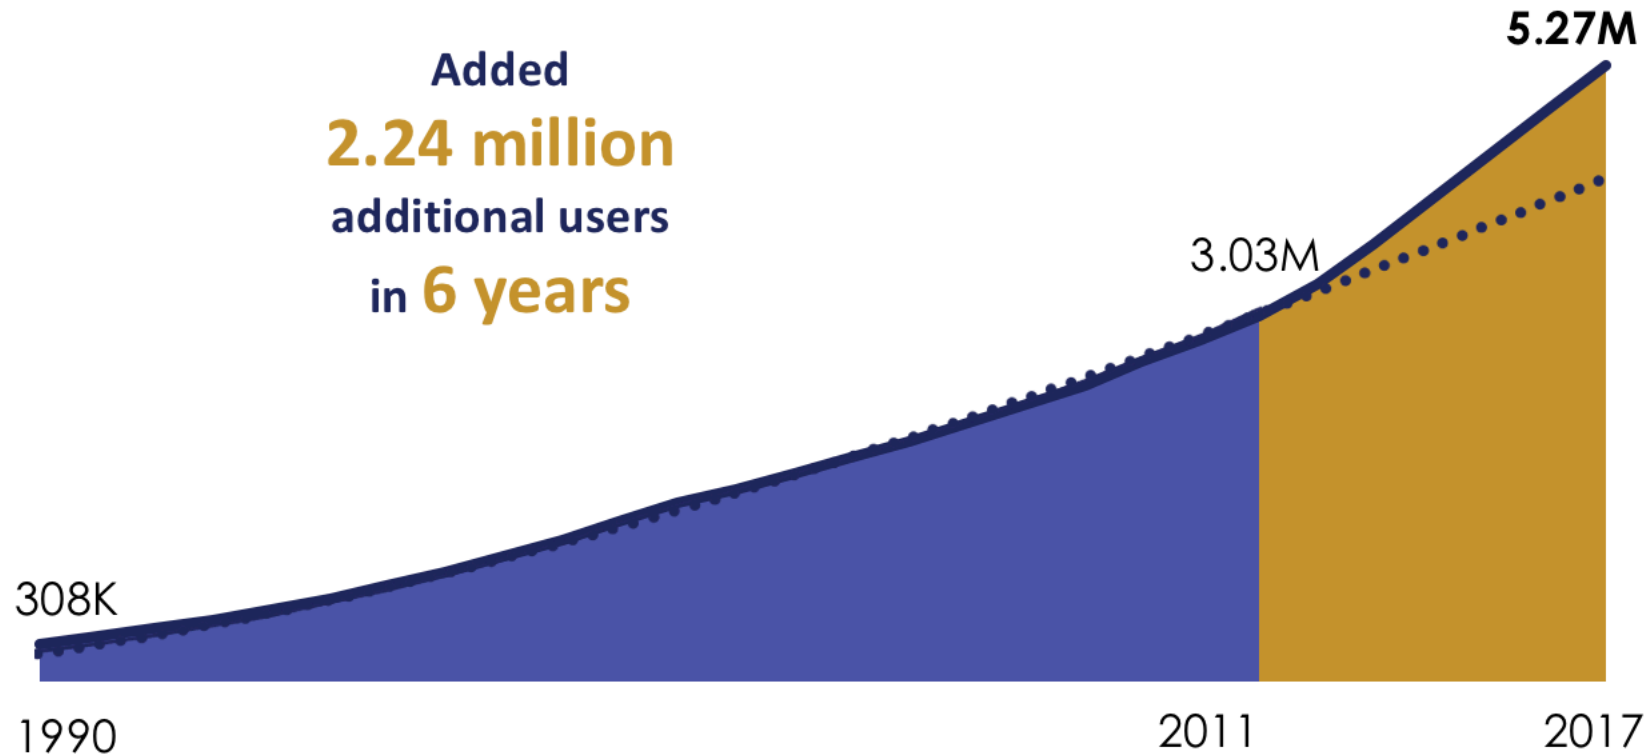 5.27M
Added
2.24 million
additional users
in 6 years
3.03M
308K
1990
2011
2017